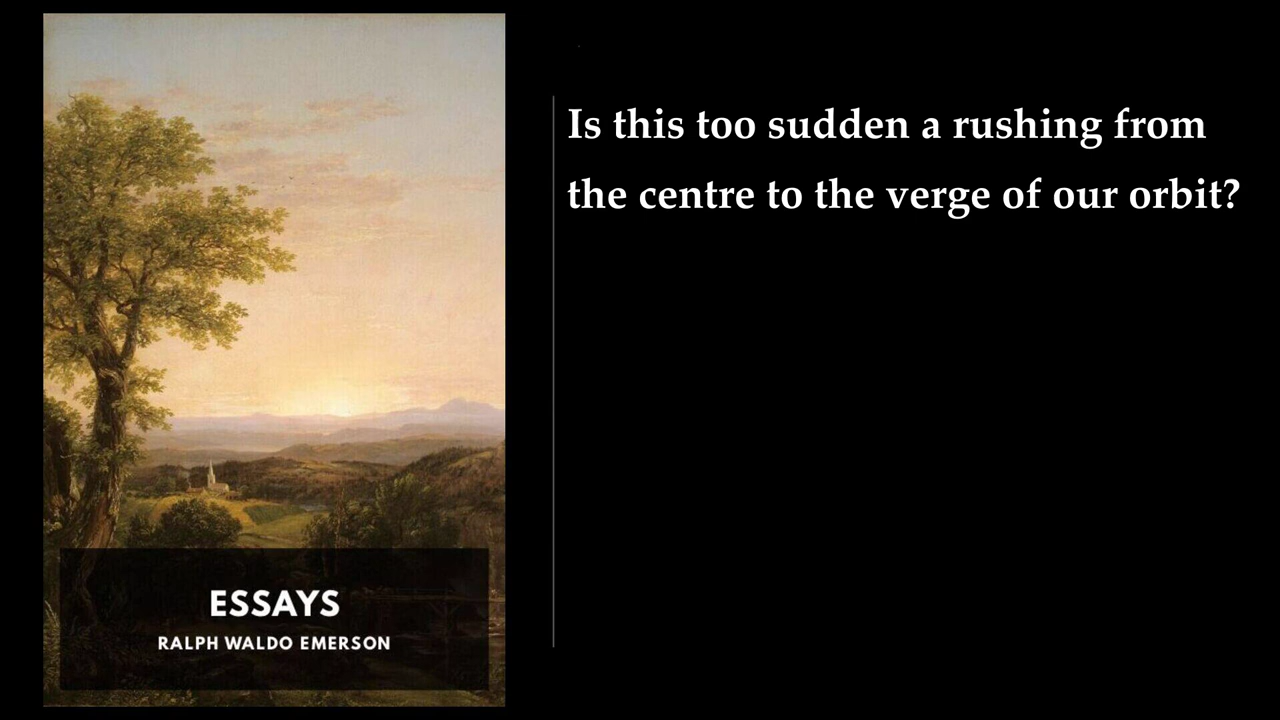 Is this too sudden a rushing from
the centre to the verge of our orbit?
ESSAYS
RALPH WALDO EMERSON